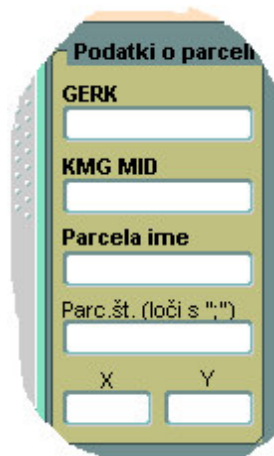 Podatki o parceli
GERK
KMG MID
Parcela ime
Parc.št. (loči s ";")
X Y